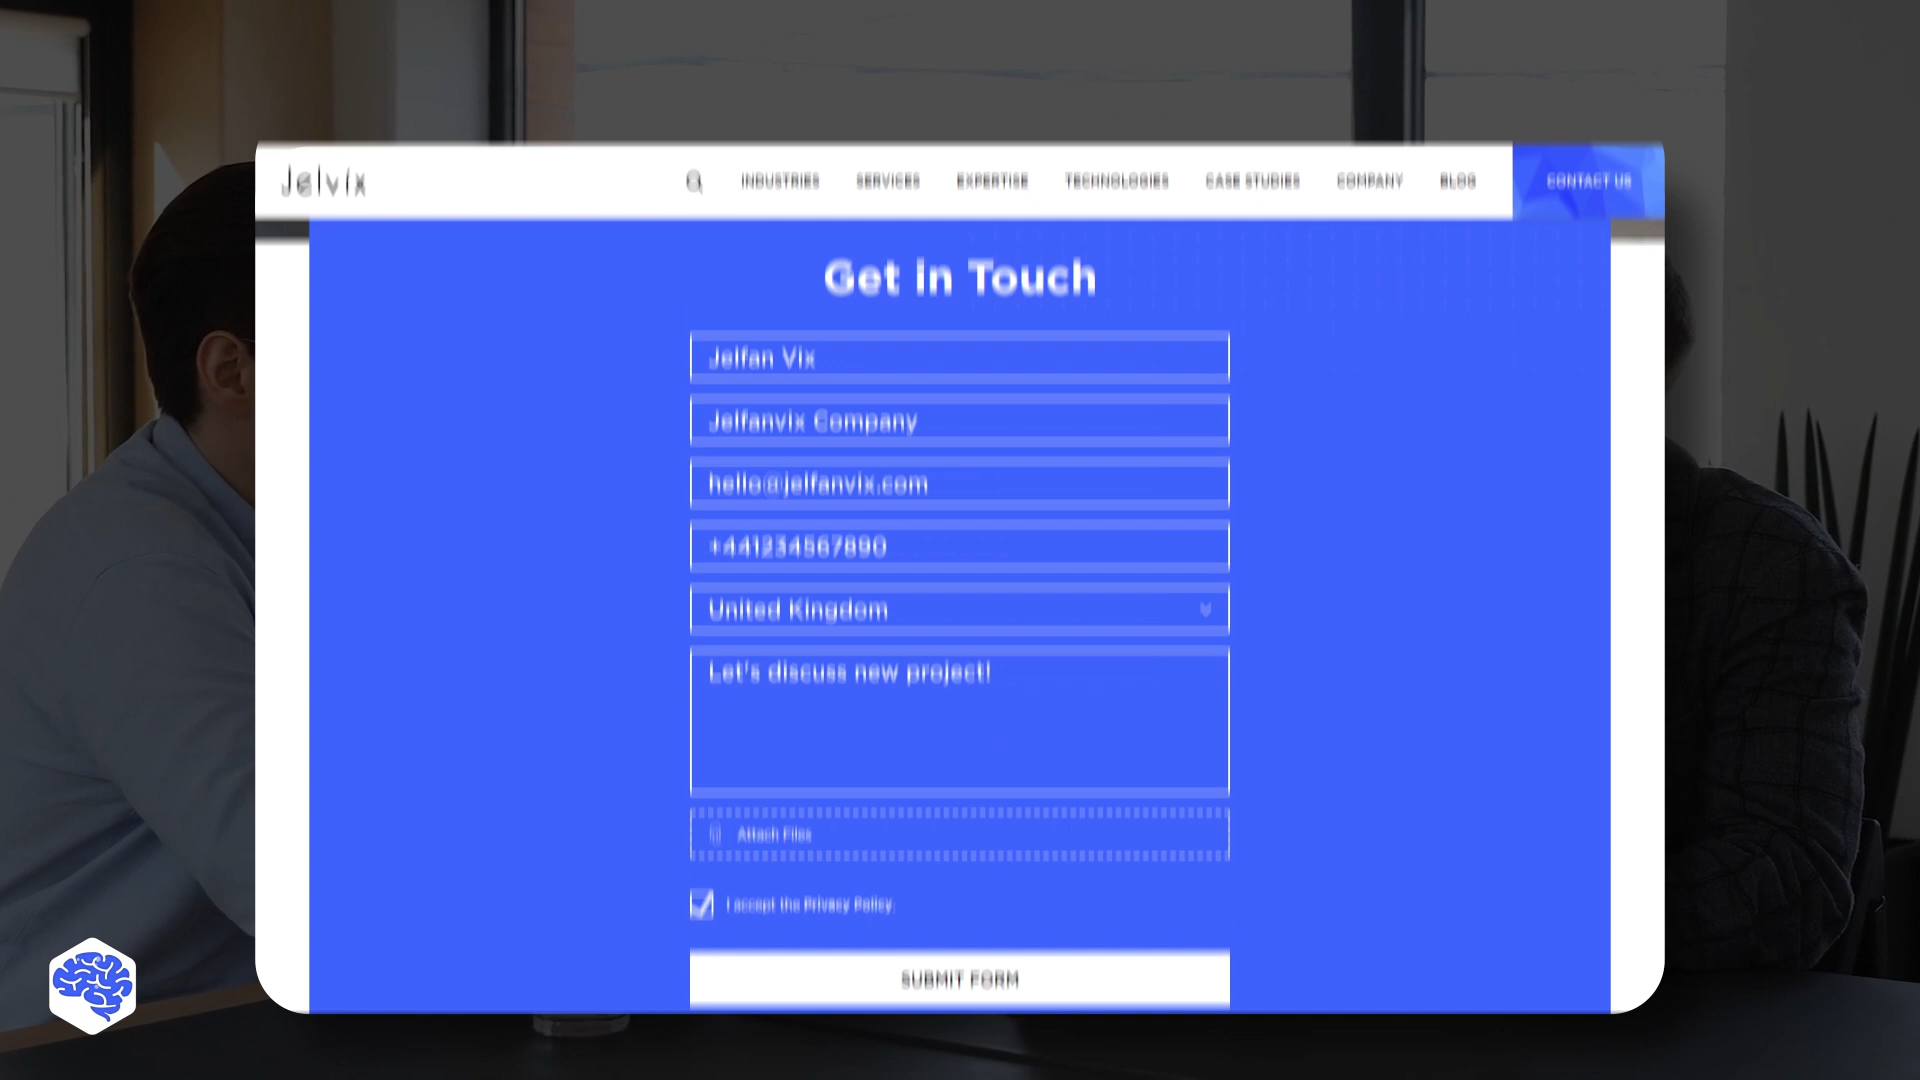 Jelvix
INDUSTRIES SERVICES EXPERTISE TECHNOLOGIES CASE STUDIES COMPANY BLOG CONTACT US
Get in Touch
Jelfan Vix
Jelfanvix Company
hello@jelfanvix.com
+441234567890
United Kingdom
Let's discuss new project!
Attach Files
I accept the Privacy Policy.
SUBMIT FORM